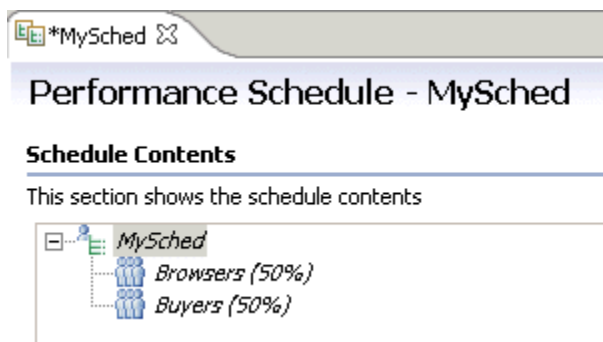 *MySched
Performance Schedule - MySched
Schedule Contents
This section shows the schedule contents
MySched
Browsers (50%)
Buyers (50%)